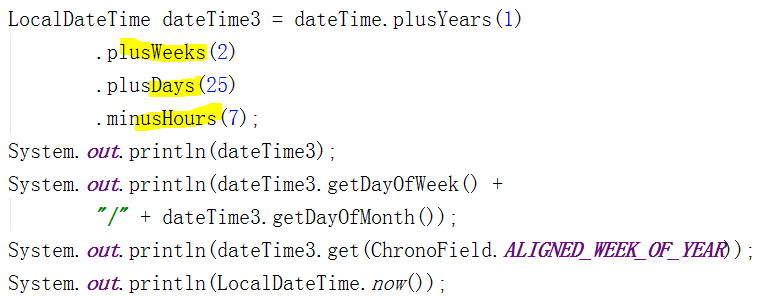 LocalDateTime dateTime3 = dateTime.plusYears(1)
.plusWeeks(2)
.plusDays(25)
.minusHours(7);
System.out.println(dateTime3);
System.out.println(dateTime3.getDayOfWeek() +
"/" + dateTime3.getDayOfMonth());
System.out.println(dateTime3.get(ChronoField.ALIGNED_WEEK_OF_YEAR));
System.out.println(LocalDateTime.now());